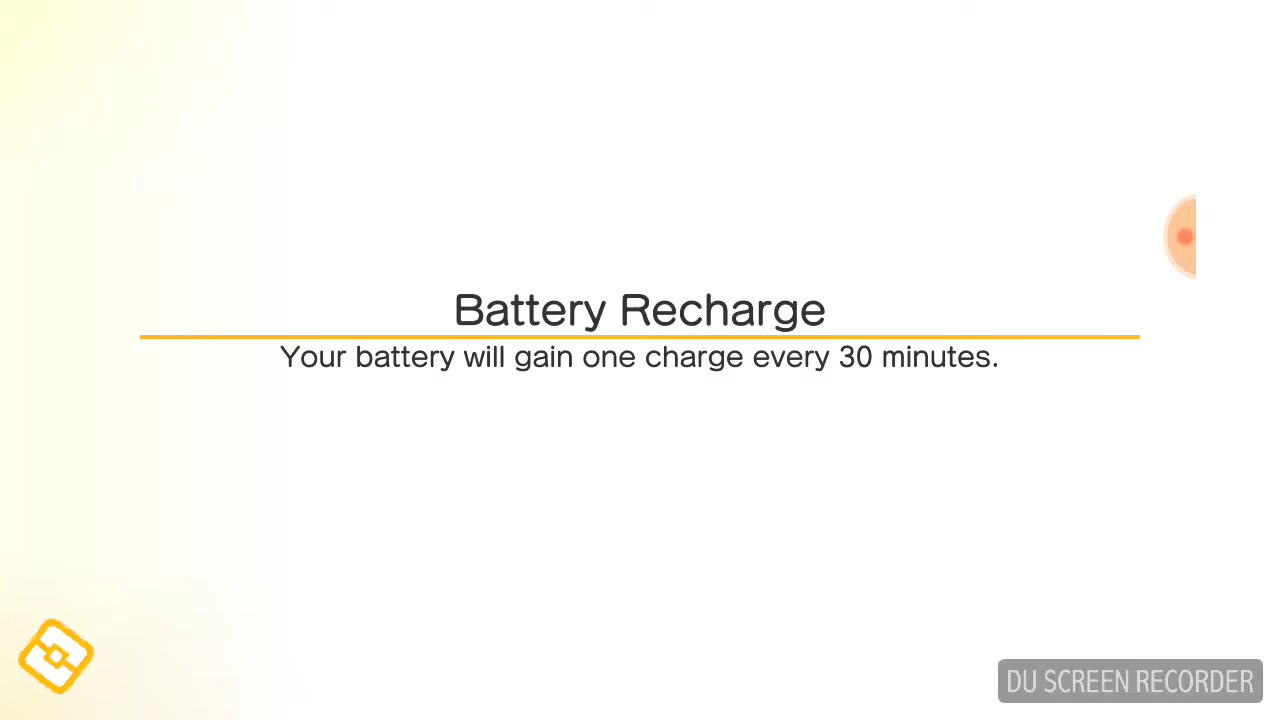 Battery Recharge
Your battery will gain one charge every 30 minutes.
DU SCREEN RECORDER